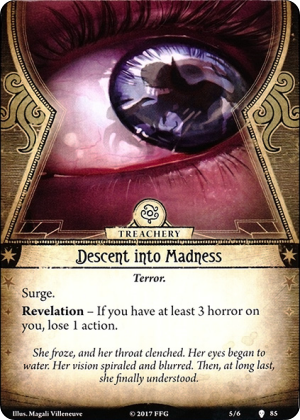 TREACHERY
Descent into Madness
Terror.
Surge.
Revelation – If you have at least 3 horror on
you, lose 1 action.
She froze, and her throat clenched. Her eyes began to
water. Her vision spiraled and blurred. Then, at long last,
she finally understood.
Illus. Magali Villeneuve © 2017 FFG 5/6 85